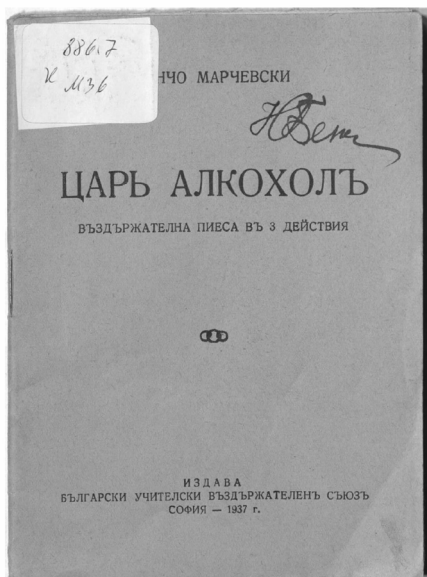 886.7
И
М36
НЧО МАРЧЕВСКИ
ЦАРЬ АЛКОХОЛЪ
ВЪЗДЪРЖАТЕЛНА ПИЕСА ВЪ 3 ДЕЙСТВИЯ
ИЗДАВА
БЪЛГАРСКИ УЧИТЕЛСКИ ВЪЗДЪРЖАТЕЛЕНЪ СЪЮЗЪ
СОФИЯ — 1937 г.